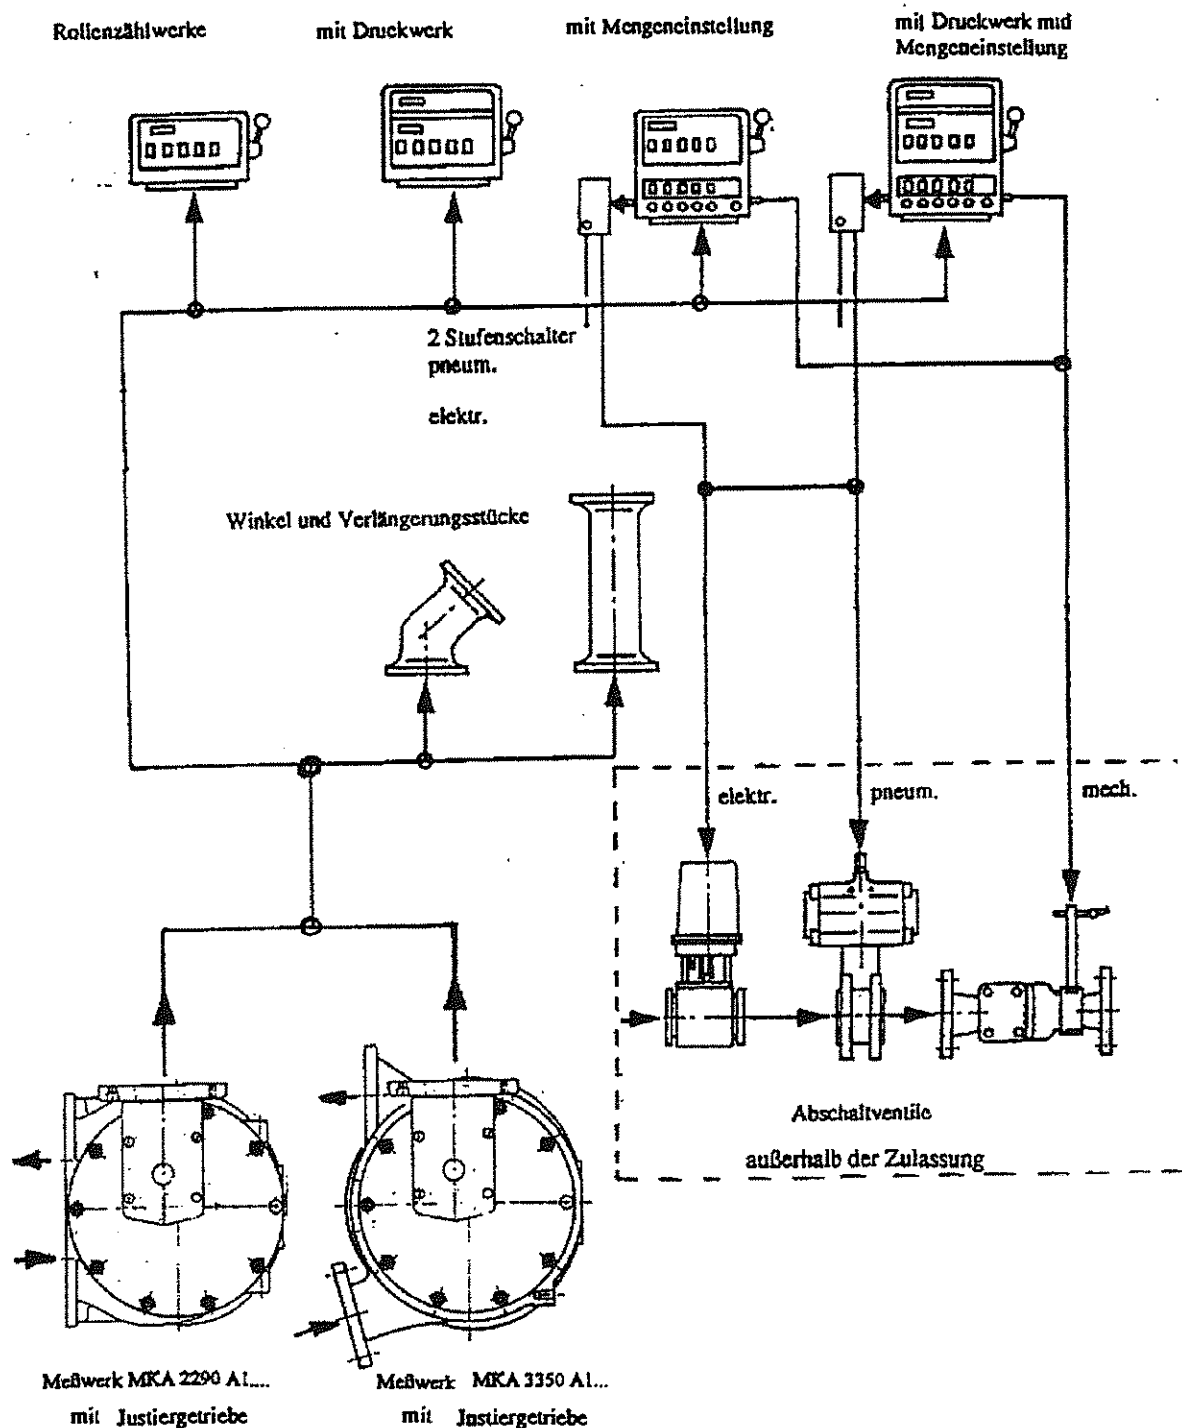 Rollenzählwerke
mit Druckwerk
mit Mengeneinstellung
mit Druckwerk und
Mengeneinstellung
2 Stufenschalter
pneum.
elektr.
Winkel und Verlängerungsstücke
elektr.
pneum.
mech.
Abschaltventile
außerhalb der Zulassung
Meßwerk MKA 2290 A1....
mit Justiergetriebe
Meßwerk MKA 3350 A1...
mit Justiergetriebe